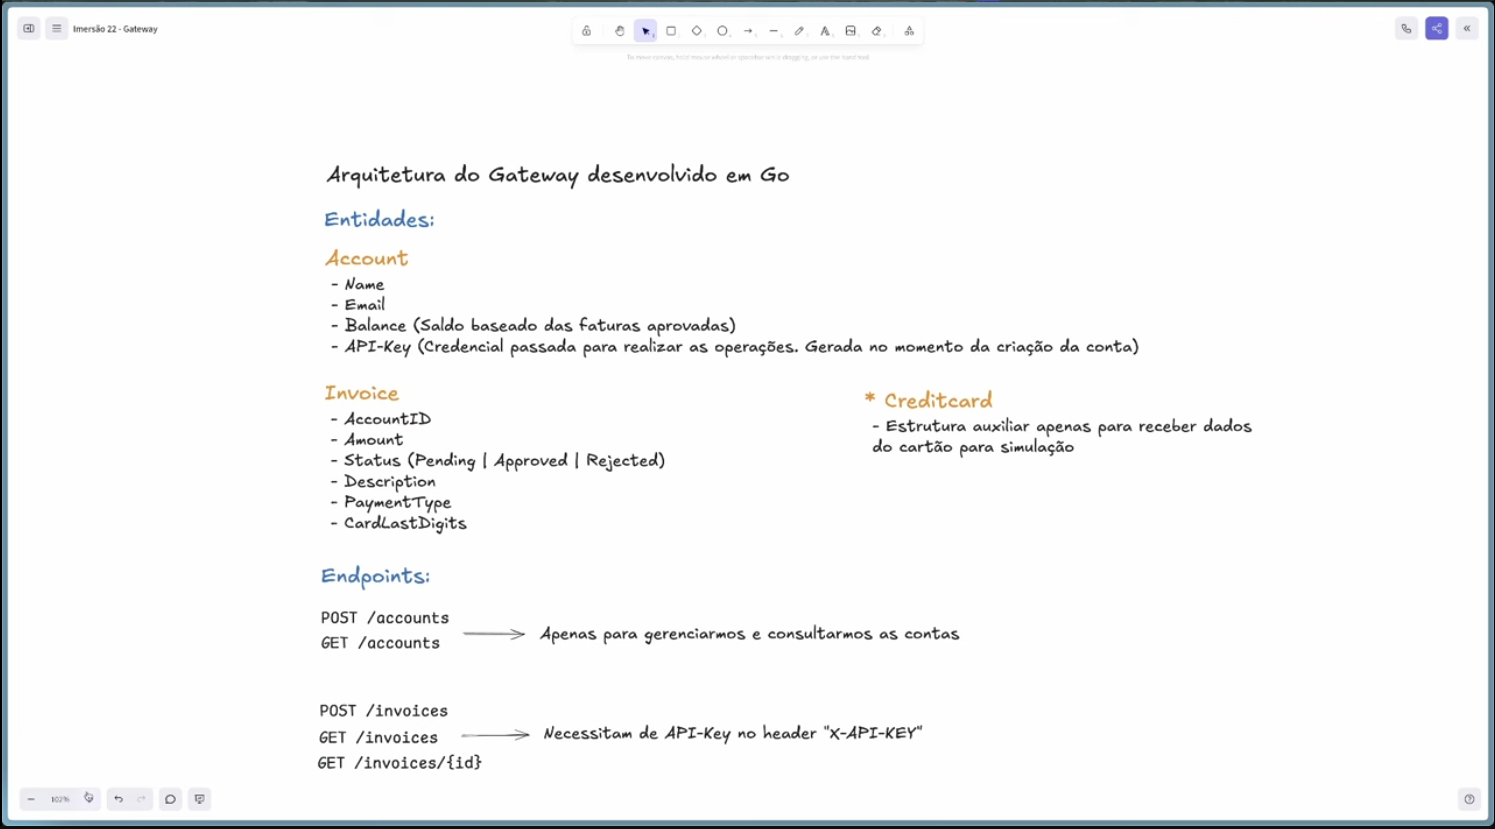 Imersão 22 - Gateway
To move canvas, hold mouse wheel or spacebar while dragging, or use the hand tool
Arquitetura do Gateway desenvolvido em Go
Entidades:
Account
- Name
- Email
- Balance (Saldo baseado das faturas aprovadas)
- API-Key (Credencial passada para realizar as operações. Gerada no momento da criação da conta)
Invoice
- AccountID
- Amount
- Status (Pending | Approved | Rejected)
- Description
- PaymentType
- CardLastDigits
* Creditcard
- Estrutura auxiliar apenas para receber dados
do cartão para simulação
Endpoints:
POST /accounts
GET /accounts
Apenas para gerenciarmos e consultarmos as contas
POST /invoices
GET /invoices
GET /invoices/{id}
Necessitam de API-Key no header "X-API-KEY"
102%